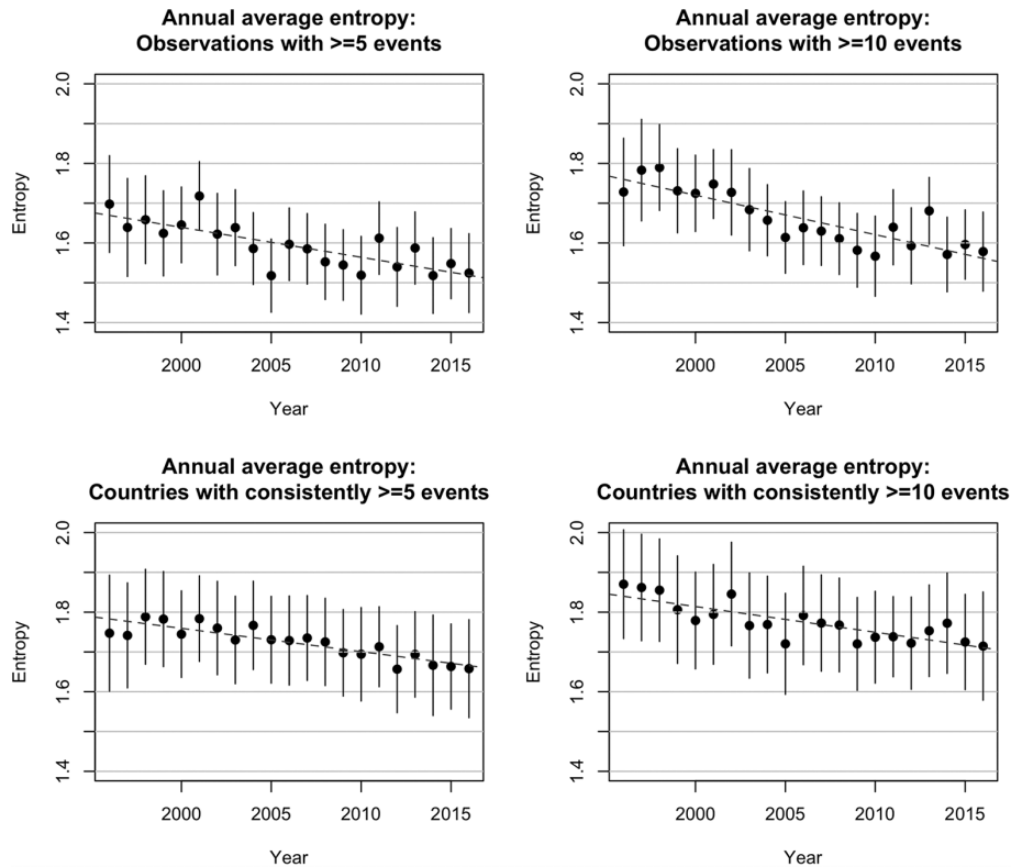 Annual average entropy:
Observations with >=5 events
2.0
1.8
1.6
1.4
Entropy
2000 2005 2010 2015
Year
Annual average entropy:
Observations with >=10 events
2.0
1.8
1.6
1.4
Entropy
2000 2005 2010 2015
Year
Annual average entropy:
Countries with consistently >=5 events
2.0
1.8
1.6
1.4
Entropy
2000 2005 2010 2015
Year
Annual average entropy:
Countries with consistently >=10 events
2.0
1.8
1.6
1.4
Entropy
2000 2005 2010 2015
Year